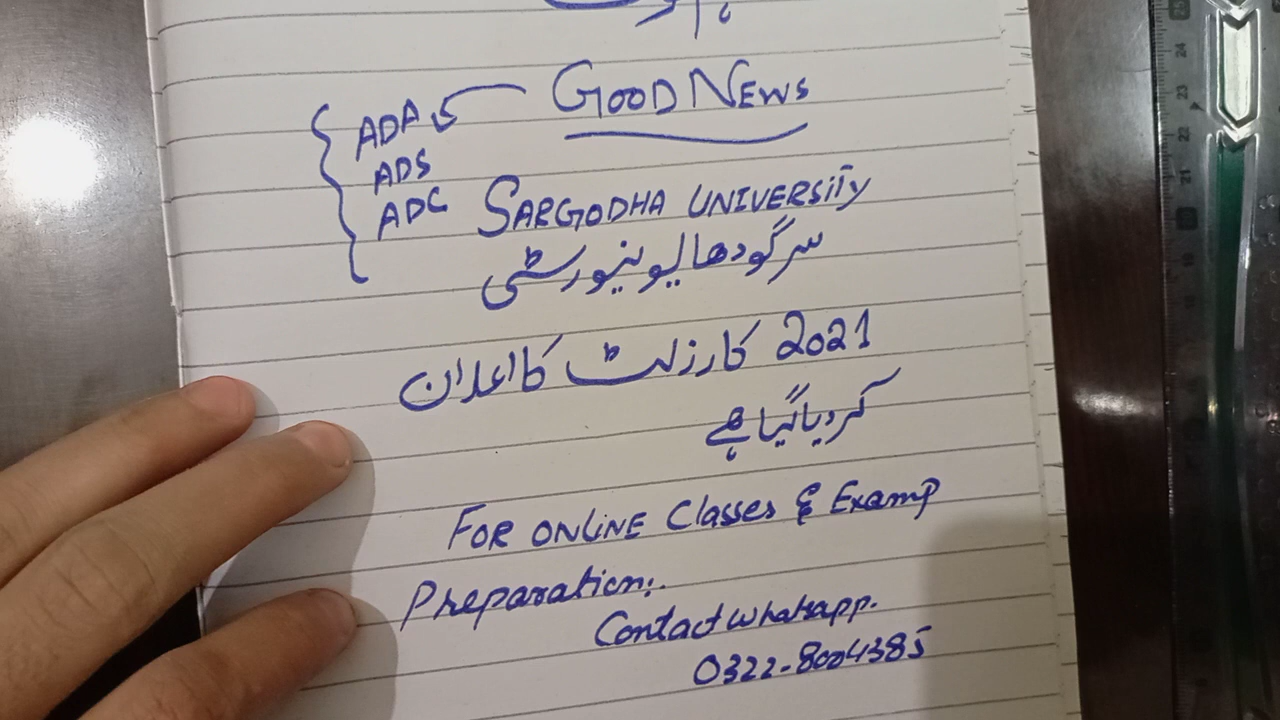 GOOD NEWS
ADA
ADS
ADC
SARGODHA UNIVERSITY
سرگودھا یونیورسٹی
2021 کا رزلٹ کا اعلان
کر دیا گیا ہے
FOR ONLINE Classes & Examp
Preparation:.
Contact whatsapp.
0322-8004385